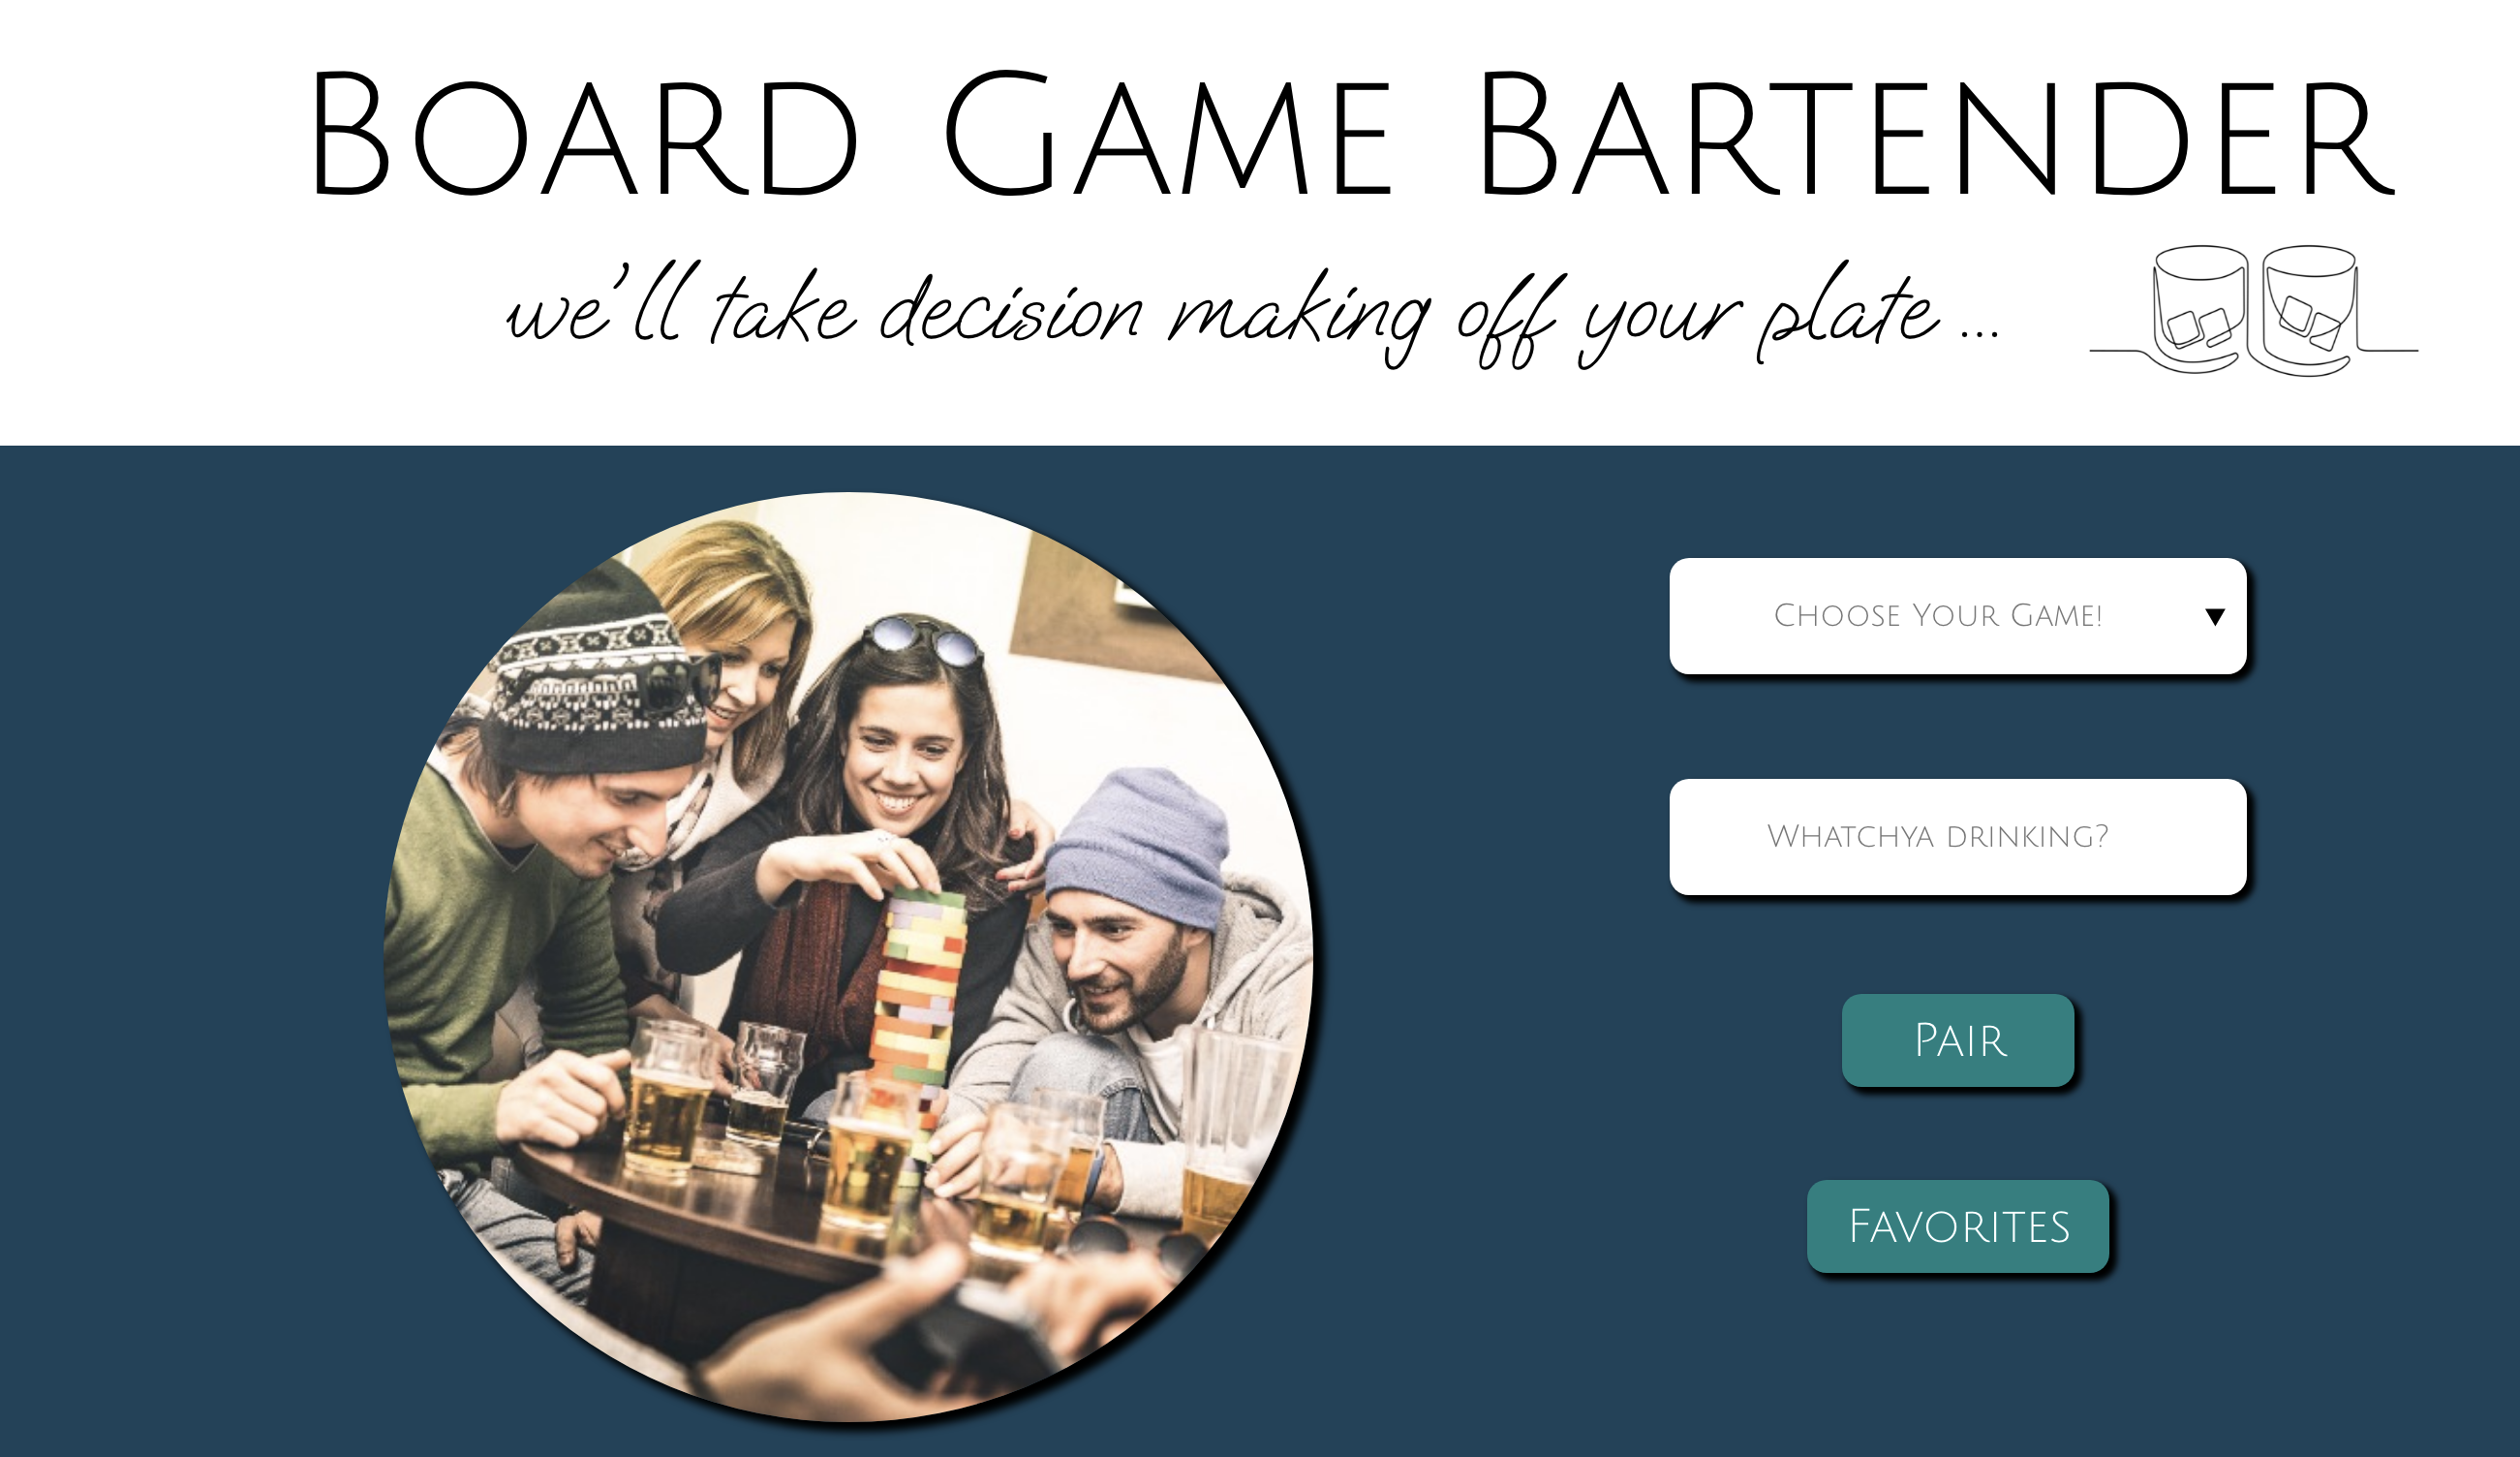 Board Game Bartender
we'll take decision making off your plate...
Choose Your Game!
Whatchya drinking?
Pair
Favorites